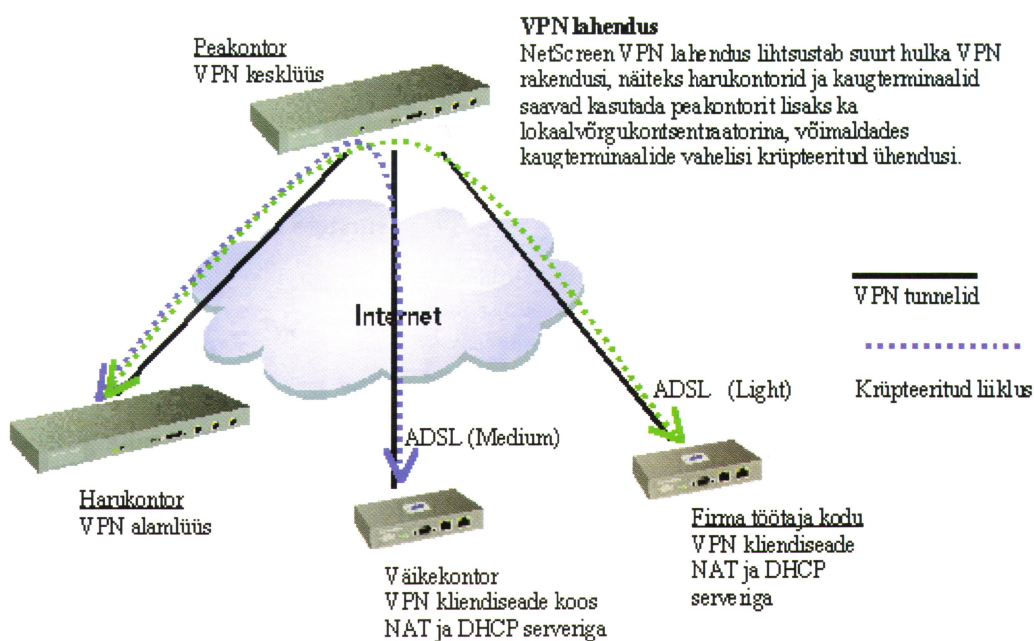 VPN lahendus
NetScreen VPN lahendus lihtsustab suurt hulka VPN
rakendusi, näiteks harukontorid ja kaugterminaalid
saavad kasutada peakontorit lisaks ka
lokaalvõrgukontsentraatorina, võimaldades
kaugterminaalide vahelisi krüpteeritud ühendusi.
Peakontor
VPN kesklüüs
Internet
VPN tunnelid
Krüpteeritud liiklus
ADSL (Light)
ADSL (Medium)
Harukontor
VPN alamlüüs
Väikekontor
VPN kliendiseade koos
NAT ja DHCP serveriga
Firma töötaja kodu
VPN kliendiseade
NAT ja DHCP
serveriga